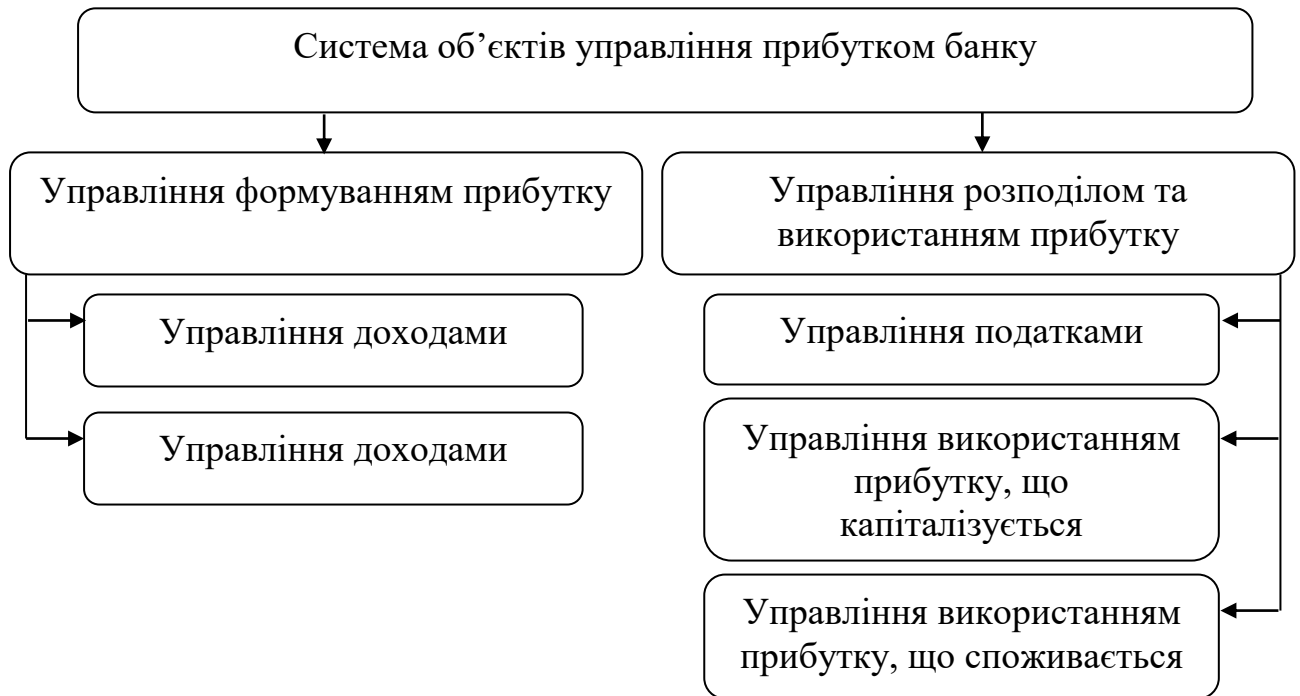 Система об’єктів управління прибутком банку
Управління формуванням прибутку
Управління розподілом та
використанням прибутку
Управління доходами
Управління доходами
Управління податками
Управління використанням
прибутку, що
капіталізується
Управління використанням
прибутку, що споживається